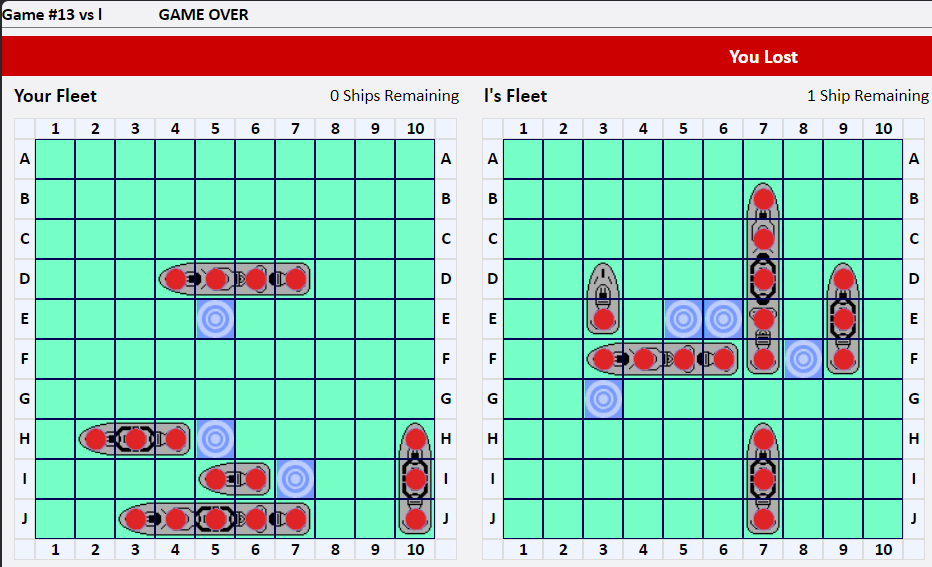 Game #13 vs l GAME OVER
You Lost
Your Fleet 0 Ships Remaining l's Fleet 1 Ship Remaining
1 2 3 4 5 6 7 8 9 10 1 2 3 4 5 6 7 8 9 10
A A A A
B B B B
C C C C
D D D D
E E E E
F F F F
G G G G
H H H H
I I I I
J J J J
1 2 3 4 5 6 7 8 9 10 1 2 3 4 5 6 7 8 9 10